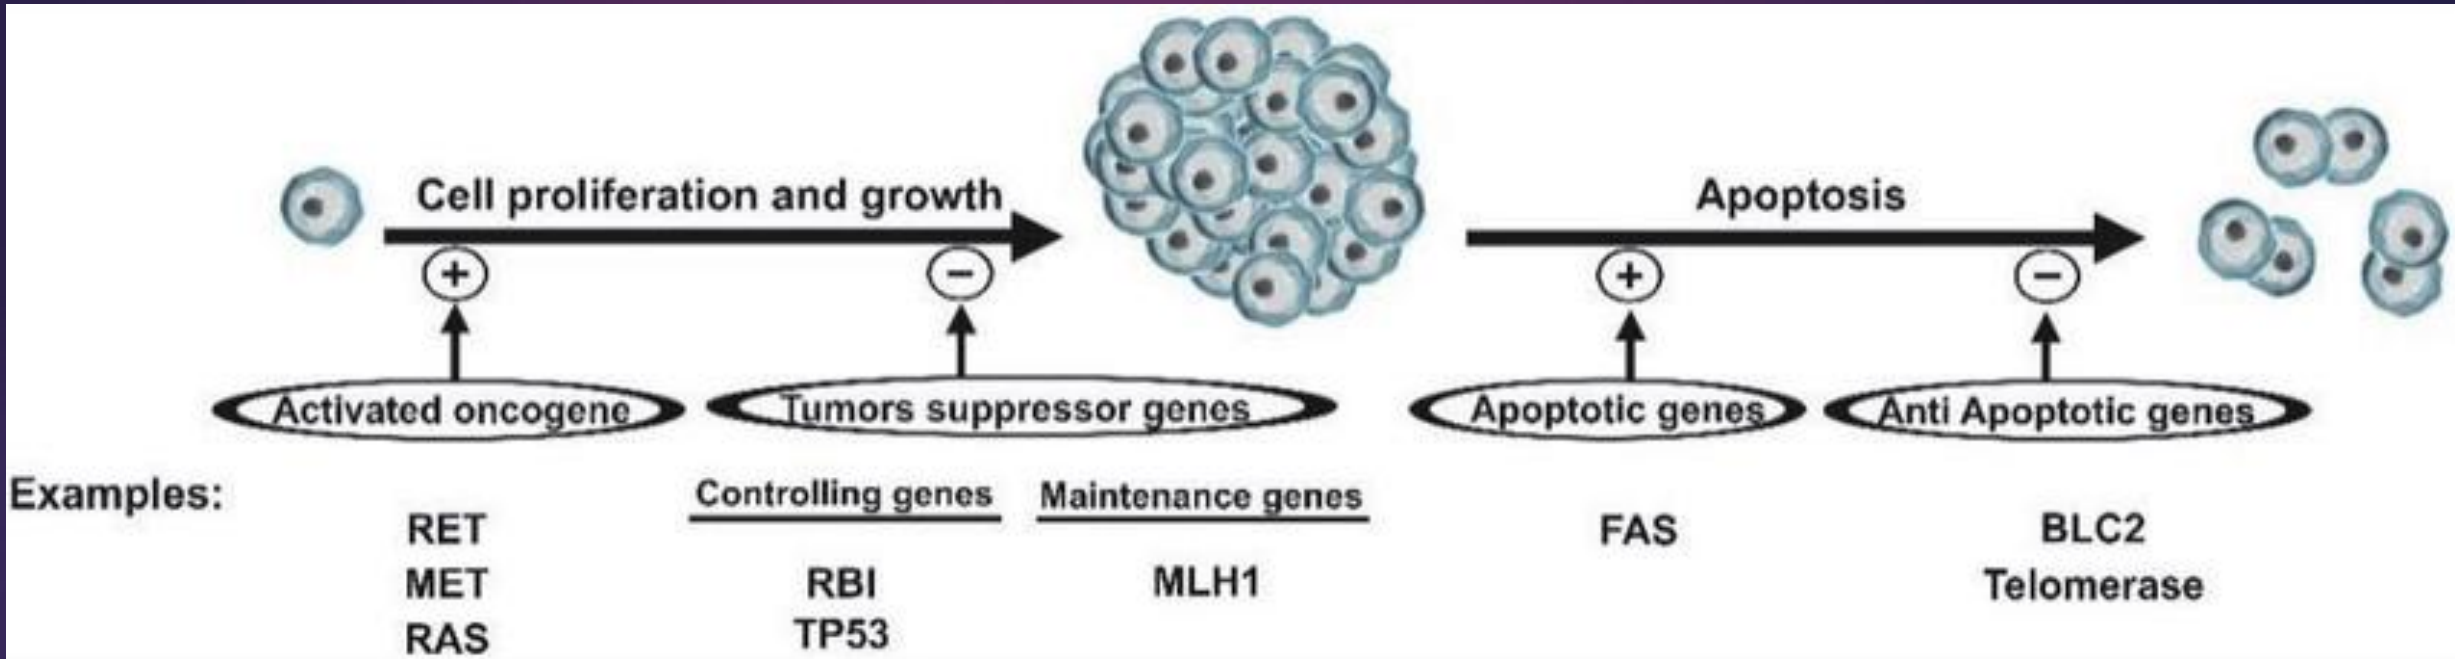 Cell proliferation and growth
Apoptosis
+
−
+
−
Activated oncogene
Tumors suppressor genes
Apoptotic genes
Anti Apoptotic genes
Examples:
Controlling genes
Maintenance genes
RET
MET
RAS
RBI
TP53
MLH1
FAS
BLC2
Telomerase